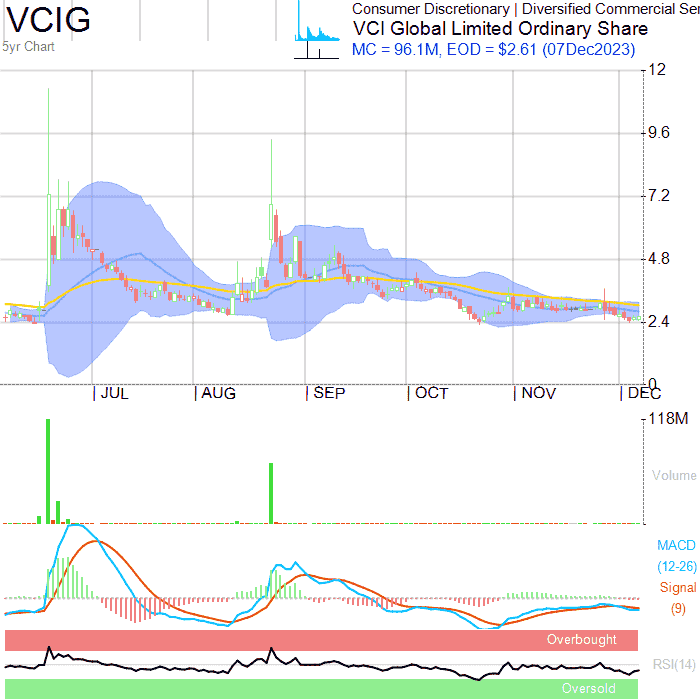 VCIG
5yr Chart
Consumer Discretionary | Diversified Commercial Ser
VCI Global Limited Ordinary Share
MC = 96.1M, EOD = $2.61 (07Dec2023)
12
9.6
7.2
4.8
2.4
0
JUL AUG SEP OCT NOV DEC
118M
Volume
MACD
(12-26)
Signal
(9)
Overbought
RSI(14)
Oversold